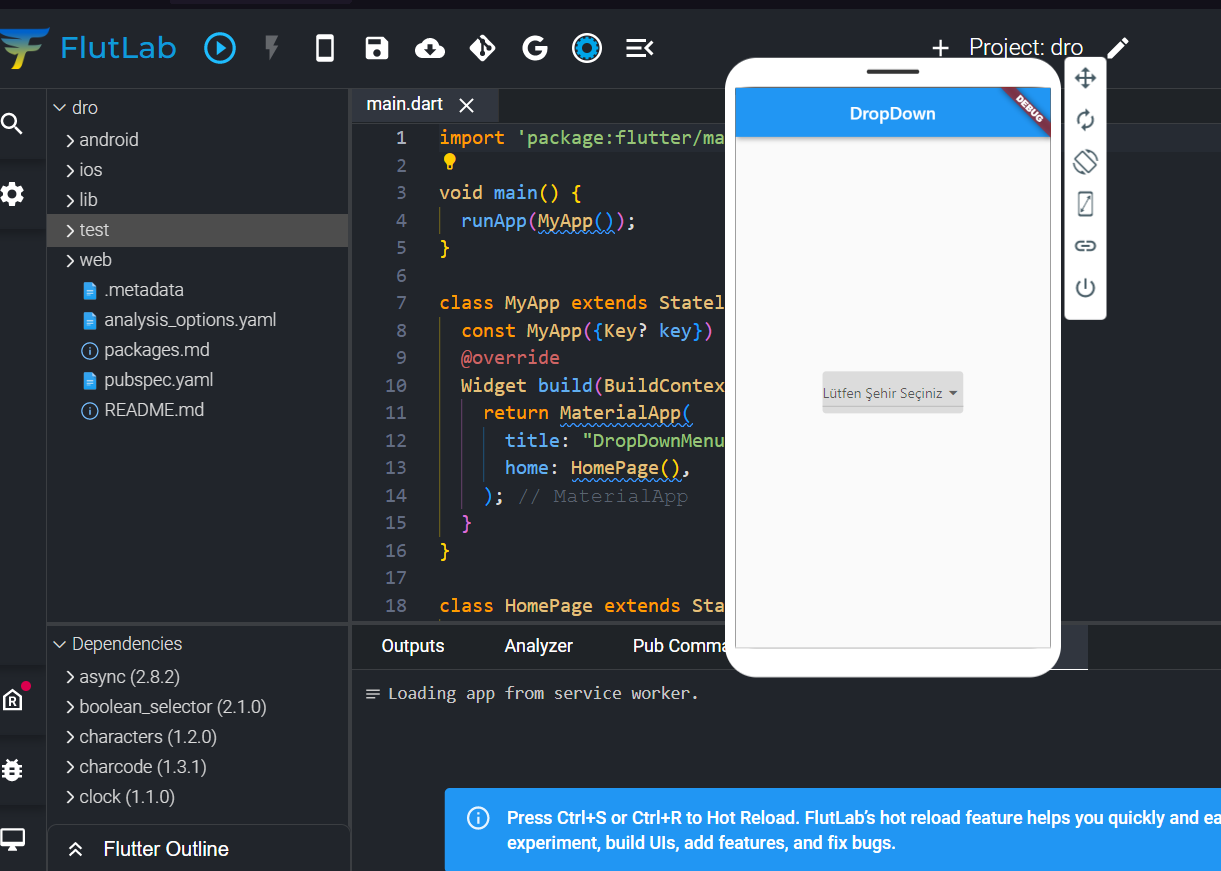 FlutLab
Project: dro
dro
android
ios
lib
test
web
.metadata
analysis_options.yaml
packages.md
pubspec.yaml
README.md
Dependencies
async (2.8.2)
boolean_selector (2.1.0)
characters (1.2.0)
charcode (1.3.1)
clock (1.1.0)
Flutter Outline
main.dart
1 import 'package:flutter/ma
2
3 void main() {
4 runApp(MyApp());
5 }
6
7 class MyApp extends Statel
8 const MyApp({Key? key})
9 @override
10 Widget build(BuildContex
11 return MaterialApp(
12 title: "DropDownMenu
13 home: HomePage(),
14 ); // MaterialApp
15 }
16 }
17
18 class HomePage extends Sta
DropDown
DEBUG
Lütfen Şehir Seçiniz
Outputs Analyzer Pub Comma
Loading app from service worker.
Press Ctrl+S or Ctrl+R to Hot Reload. FlutLab's hot reload feature helps you quickly and ea
experiment, build UIs, add features, and fix bugs.
R